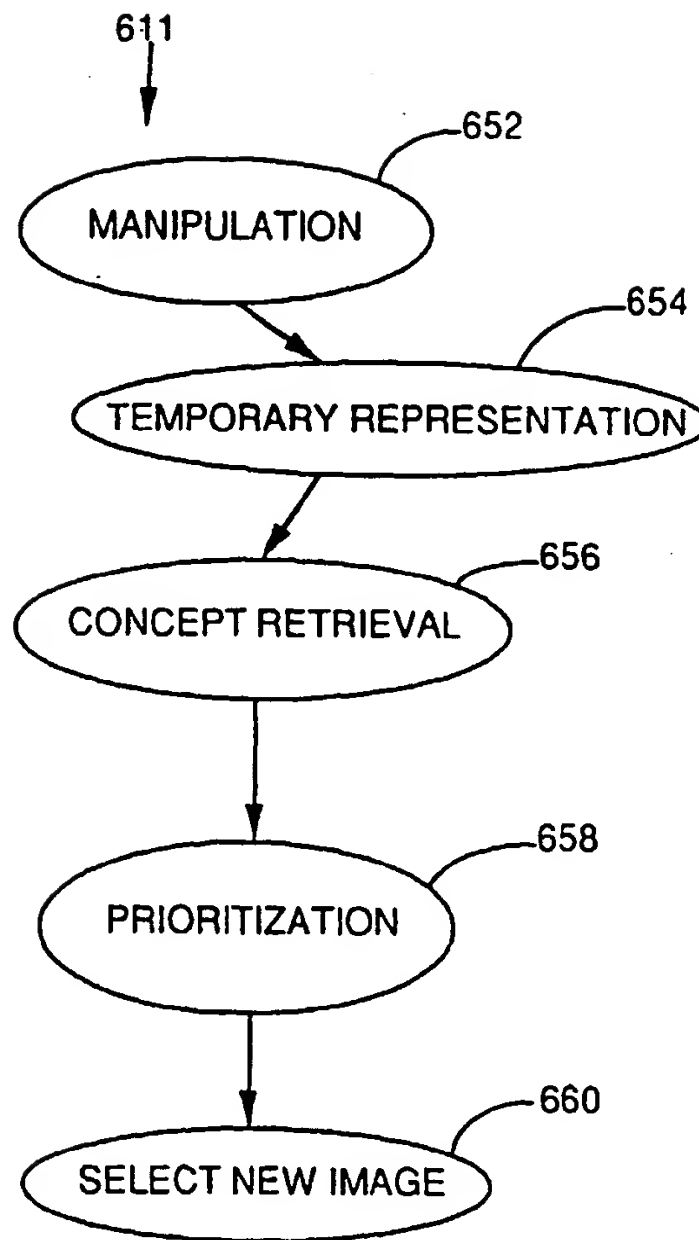 611
652
MANIPULATION
654
TEMPORARY REPRESENTATION
656
CONCEPT RETRIEVAL
658
PRIORITIZATION
660
SELECT NEW IMAGE